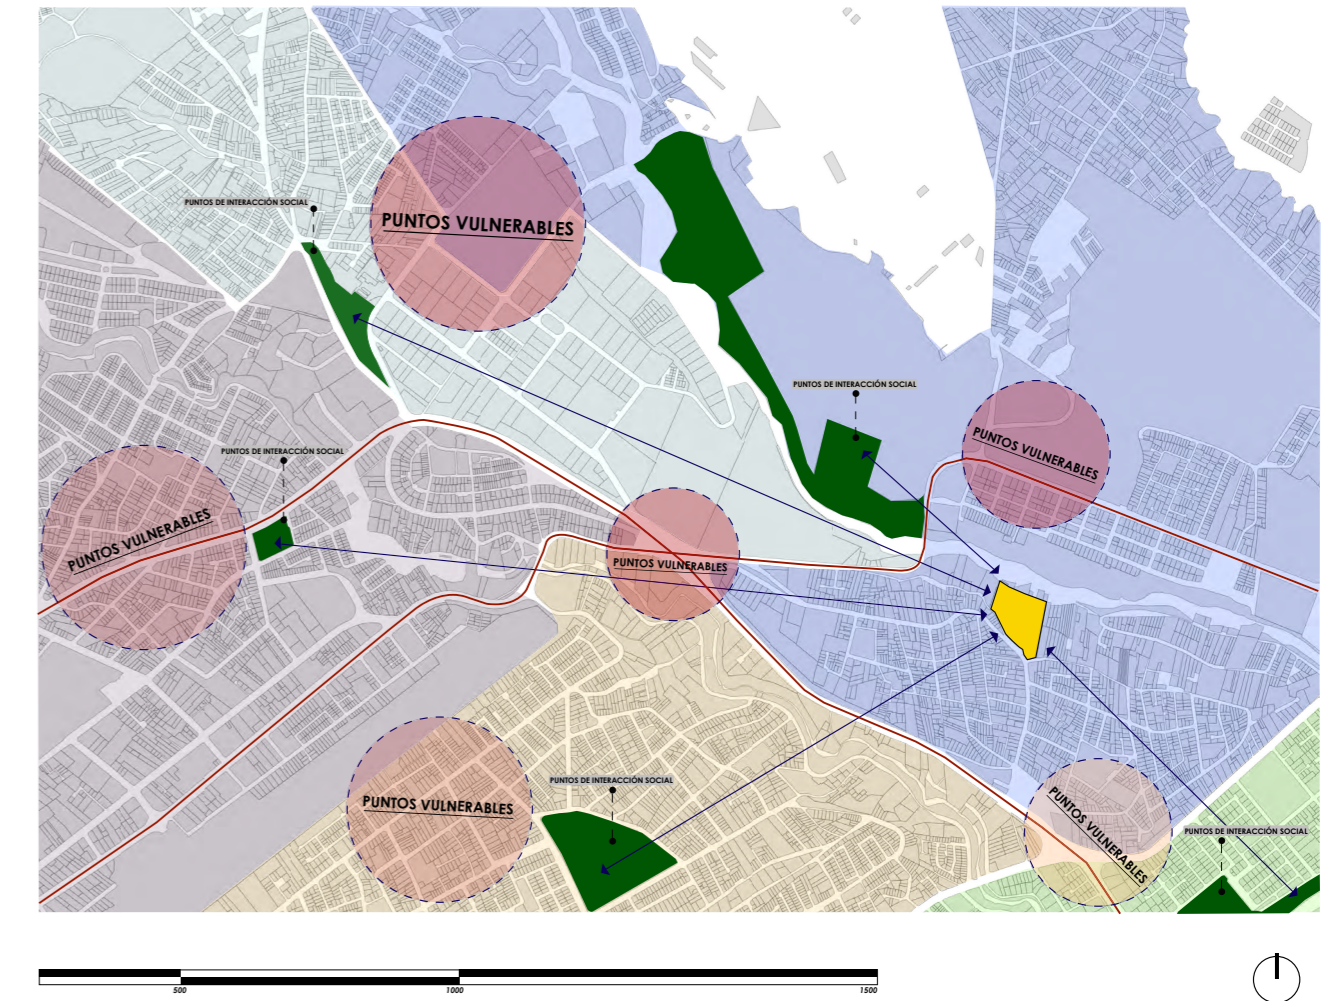 PUNTOS DE INTERACCIÓN SOCIAL
PUNTOS VULNERABLES
PUNTOS DE INTERACCIÓN SOCIAL
PUNTOS VULNERABLES
PUNTOS DE INTERACCIÓN SOCIAL
PUNTOS VULNERABLES
PUNTOS VULNERABLES
PUNTOS DE INTERACCIÓN SOCIAL
PUNTOS VULNERABLES
PUNTOS VULNERABLES
PUNTOS DE INTERACCIÓN SOCIAL
500
1000
1500